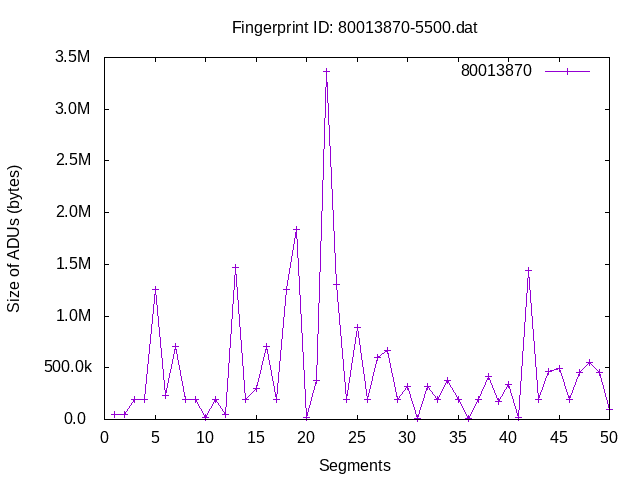 Fingerprint ID: 80013870-5500.dat
80013870
3.5M
3.0M
2.5M
2.0M
1.5M
1.0M
500.0k
0.0
Size of ADUs (bytes)
0 5 10 15 20 25 30 35 40 45 50
Segments